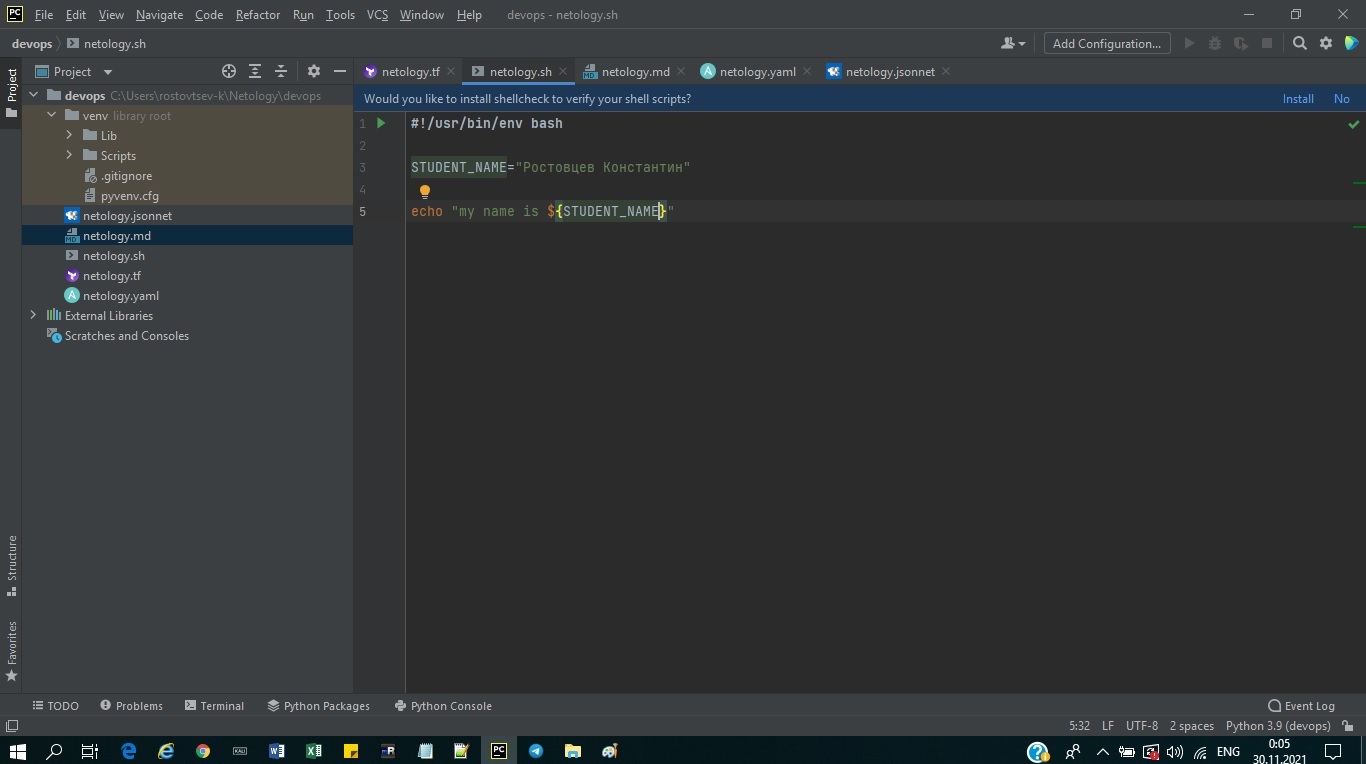 PC File Edit View Navigate Code Refactor Run Tools VCS Window Help devops - netology.sh
devops netology.sh Add Configuration...
Project netology.tf netology.sh netology.md netology.yaml netology.jsonnet
Project
devops C:\Users\rostovtsev-k\Netology\devops
Would you like to install shellcheck to verify your shell scripts? Install No
venv library root
Lib
Scripts
.gitignore
pyvenv.cfg
netology.jsonnet
netology.md
netology.sh
netology.tf
netology.yaml
External Libraries
Scratches and Consoles
1 #!/usr/bin/env bash
2
3 STUDENT_NAME="Ростовцев Константин"
4
5 echo "my name is ${STUDENT_NAME}"
Structure
Favorites
TODO Problems Terminal Python Packages Python Console Event Log
5:32 LF UTF-8 2 spaces Python 3.9 (devops)
ENG
0:05
30.11.2021